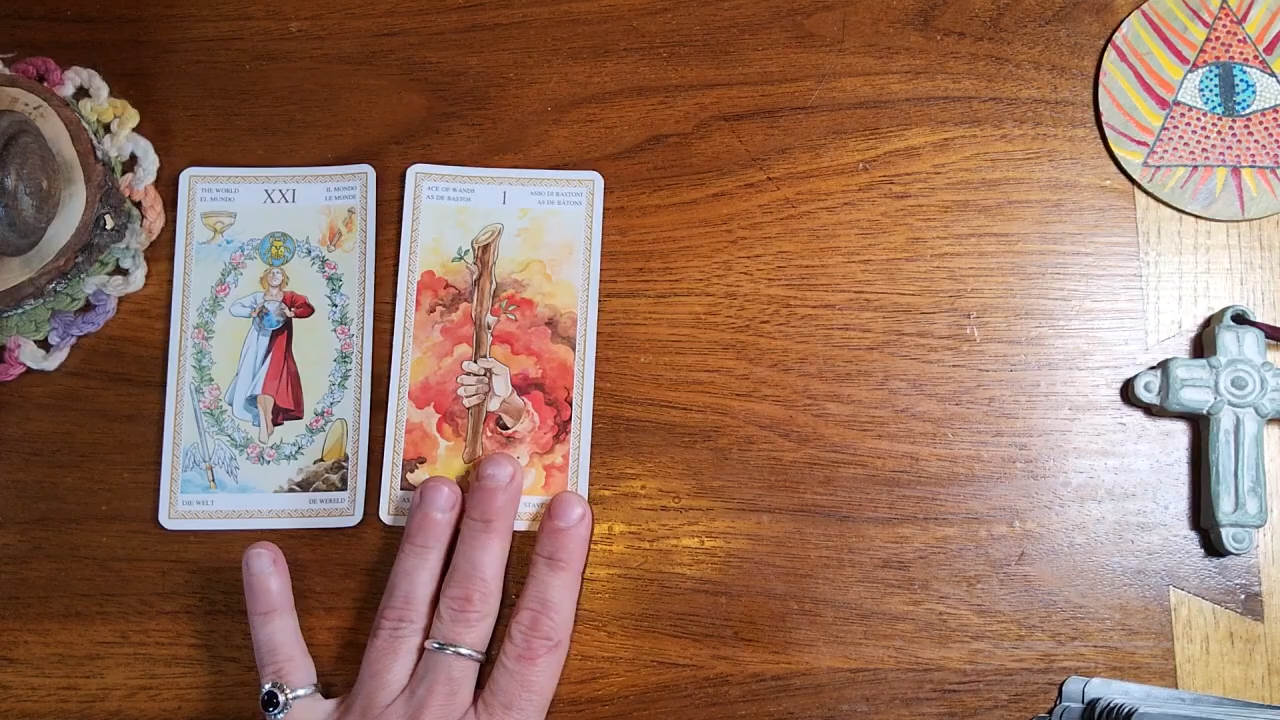 THE WORLD
EL MUNDO
XXI
IL MONDO
LE MONDE
DIE WELT
DE WERELD
ACE OF WANDS
AS DE BASTOS
1
ASSO DI BASTONI
AS DE BÂTONS